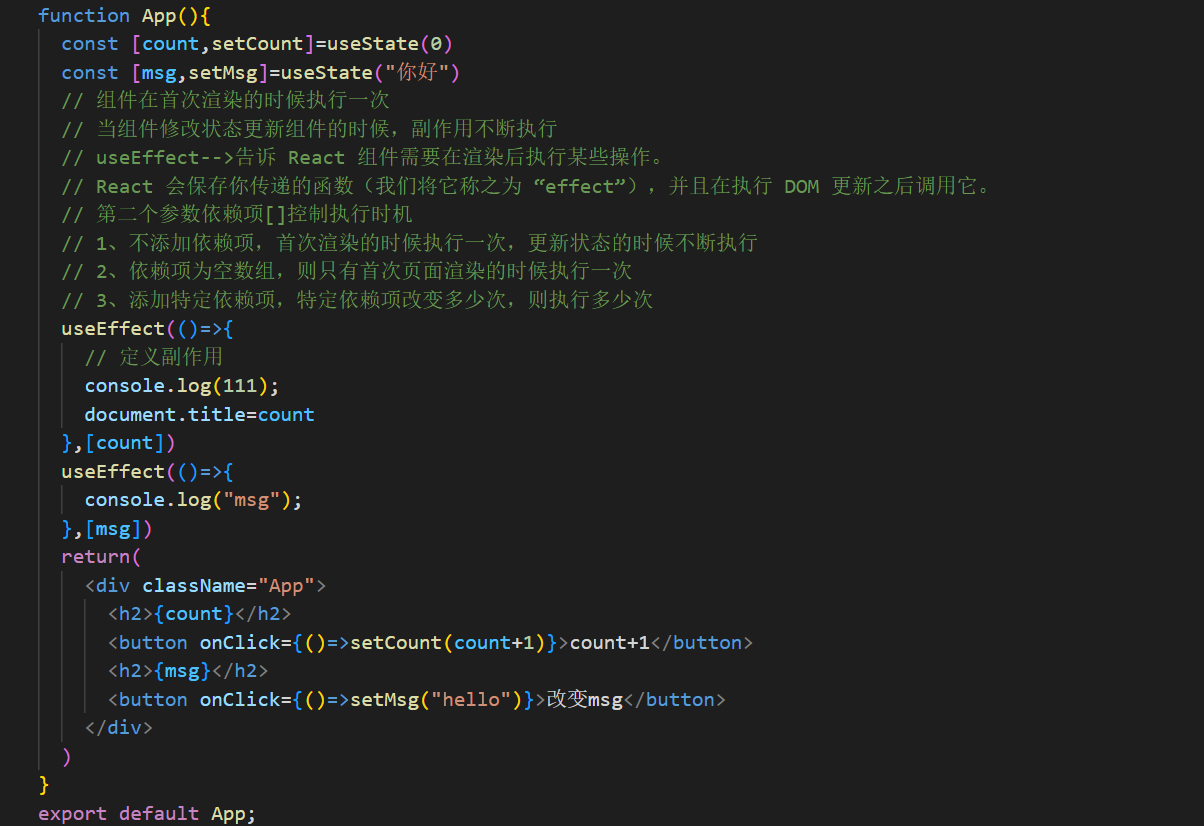 function App(){
const [count,setCount]=useState(0)
const [msg,setMsg]=useState("你好")
// 组件在首次渲染的时候执行一次
// 当组件修改状态更新组件的时候，副作用不断执行
// useEffect-->告诉 React 组件需要在渲染后执行某些操作。
// React 会保存你传递的函数（我们将它称之为 “effect”），并且在执行 DOM 更新之后调用它。
// 第二个参数依赖项[]控制执行时机
// 1、不添加依赖项，首次渲染的时候执行一次，更新状态的时候不断执行
// 2、依赖项为空数组，则只有首次页面渲染的时候执行一次
// 3、添加特定依赖项，特定依赖项改变多少次，则执行多少次
useEffect(()=>{
// 定义副作用
console.log(111);
document.title=count
},[count])
useEffect(()=>{
console.log("msg");
},[msg])
return(
<div className="App">
<h2>{count}</h2>
<button onClick={()=>setCount(count+1)}>count+1</button>
<h2>{msg}</h2>
<button onClick={()=>setMsg("hello")}>改变msg</button>
</div>
)
}
export default App;